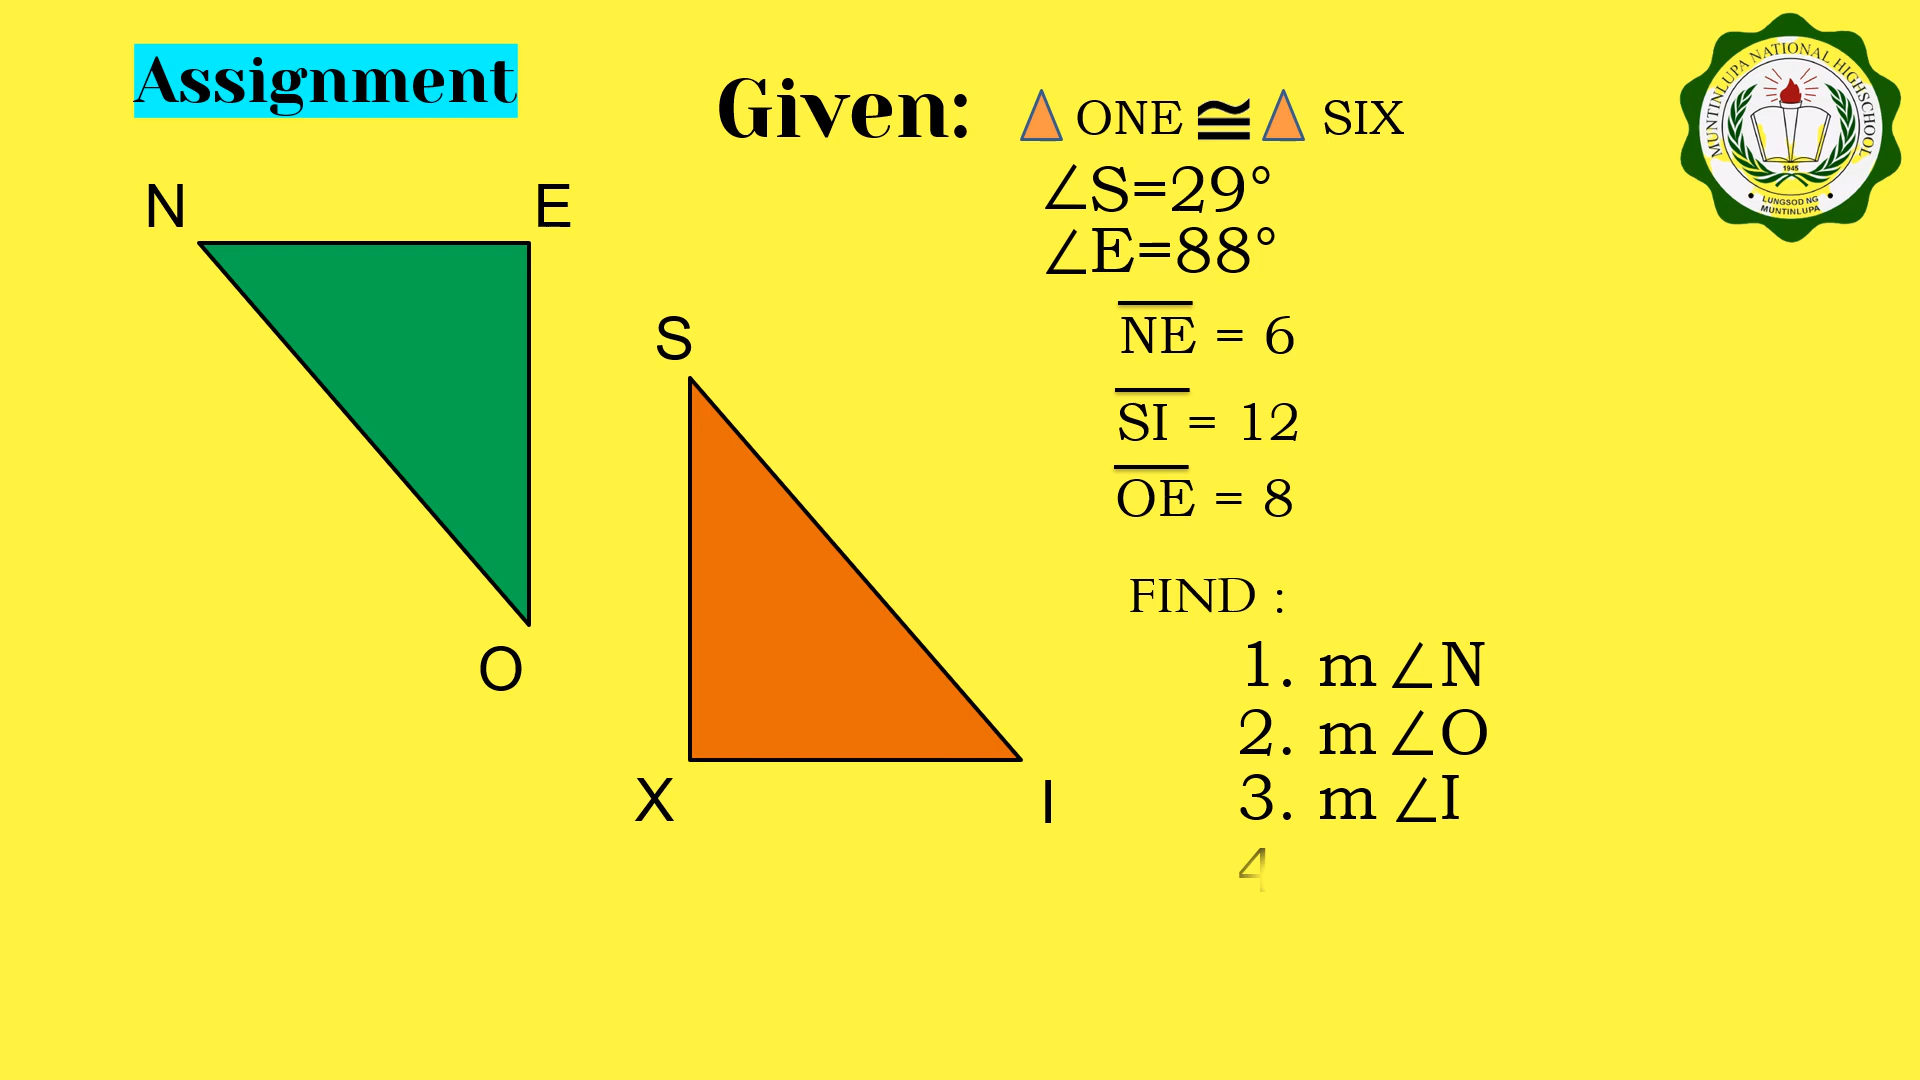 Assignment
Given: ONE ≅ SIX
∠S=29°
∠E=88°
NE = 6
SI = 12
OE = 8
FIND :
1. m∠N
2. m∠O
3. m∠I
4
N
E
O
S
X
I
MUNTINLUPA NATIONAL HIGHSCHOOL
1945
LUNGSOD NG
MUNTINLUPA